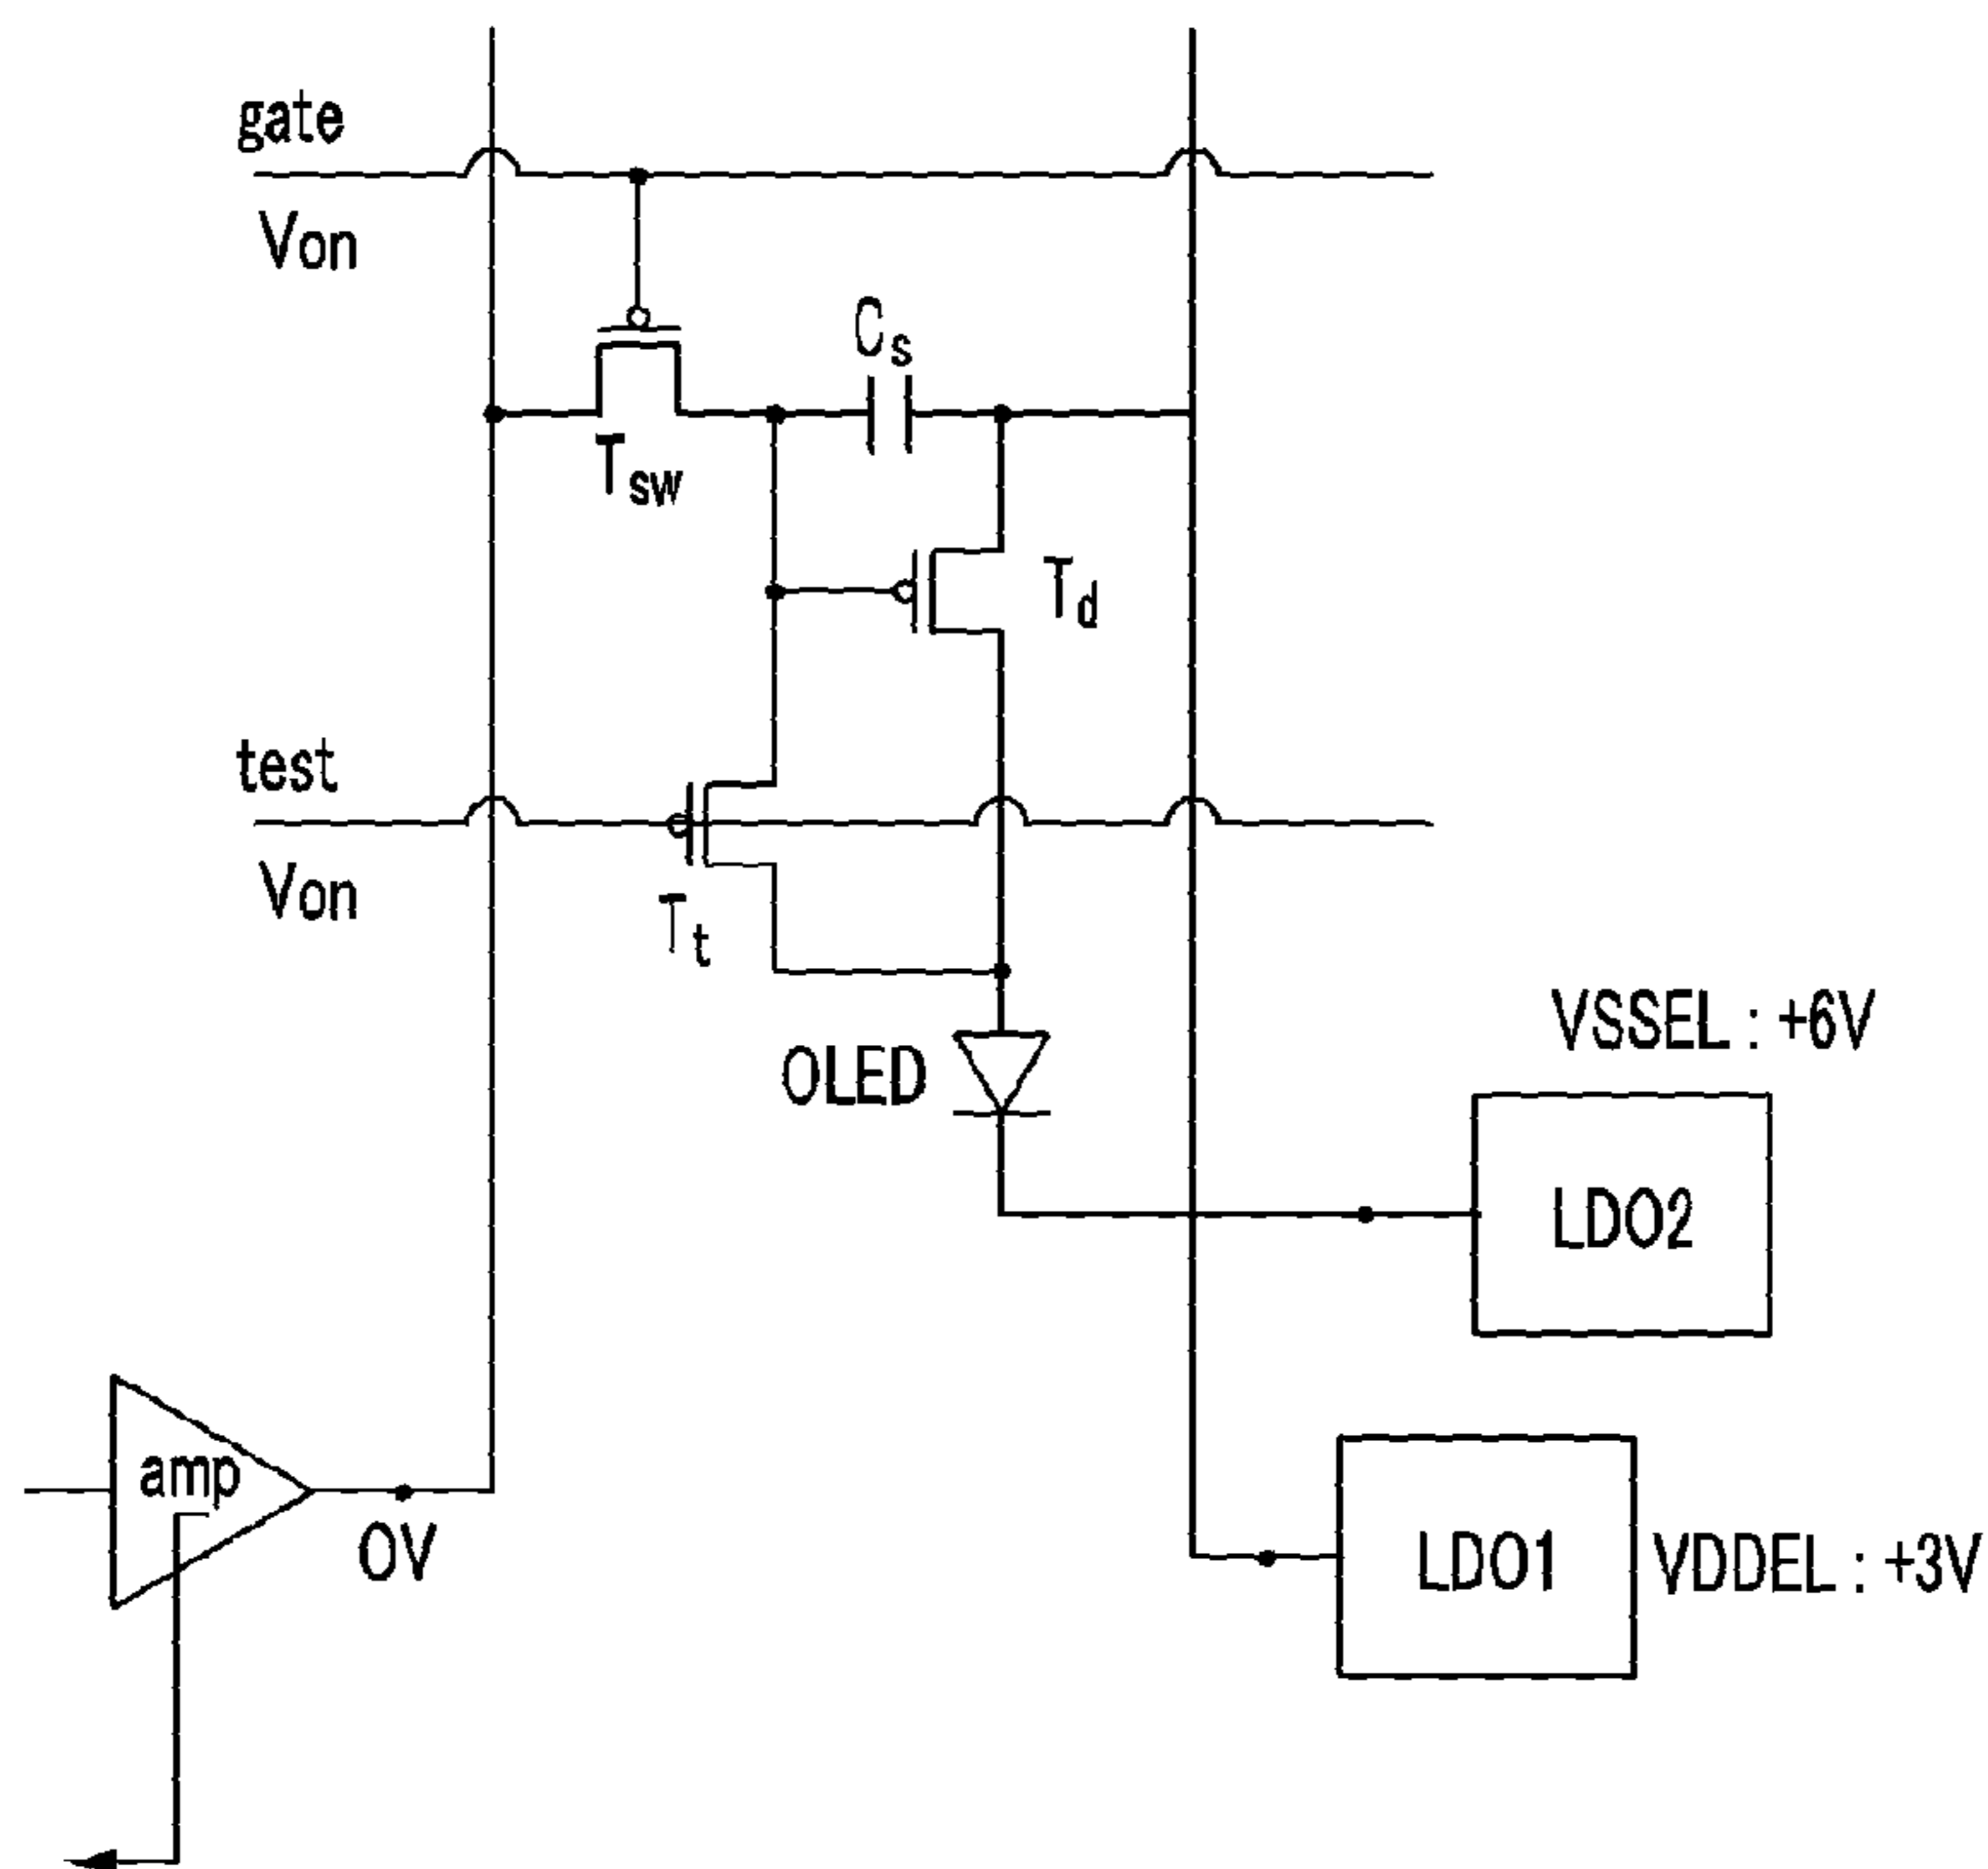 gate
Von
Cs
Tsw
Td
test
Von
Tt
VSSEL : +6V
OLED
LDO2
amp
0V
LDO1
VDDEL : +3V